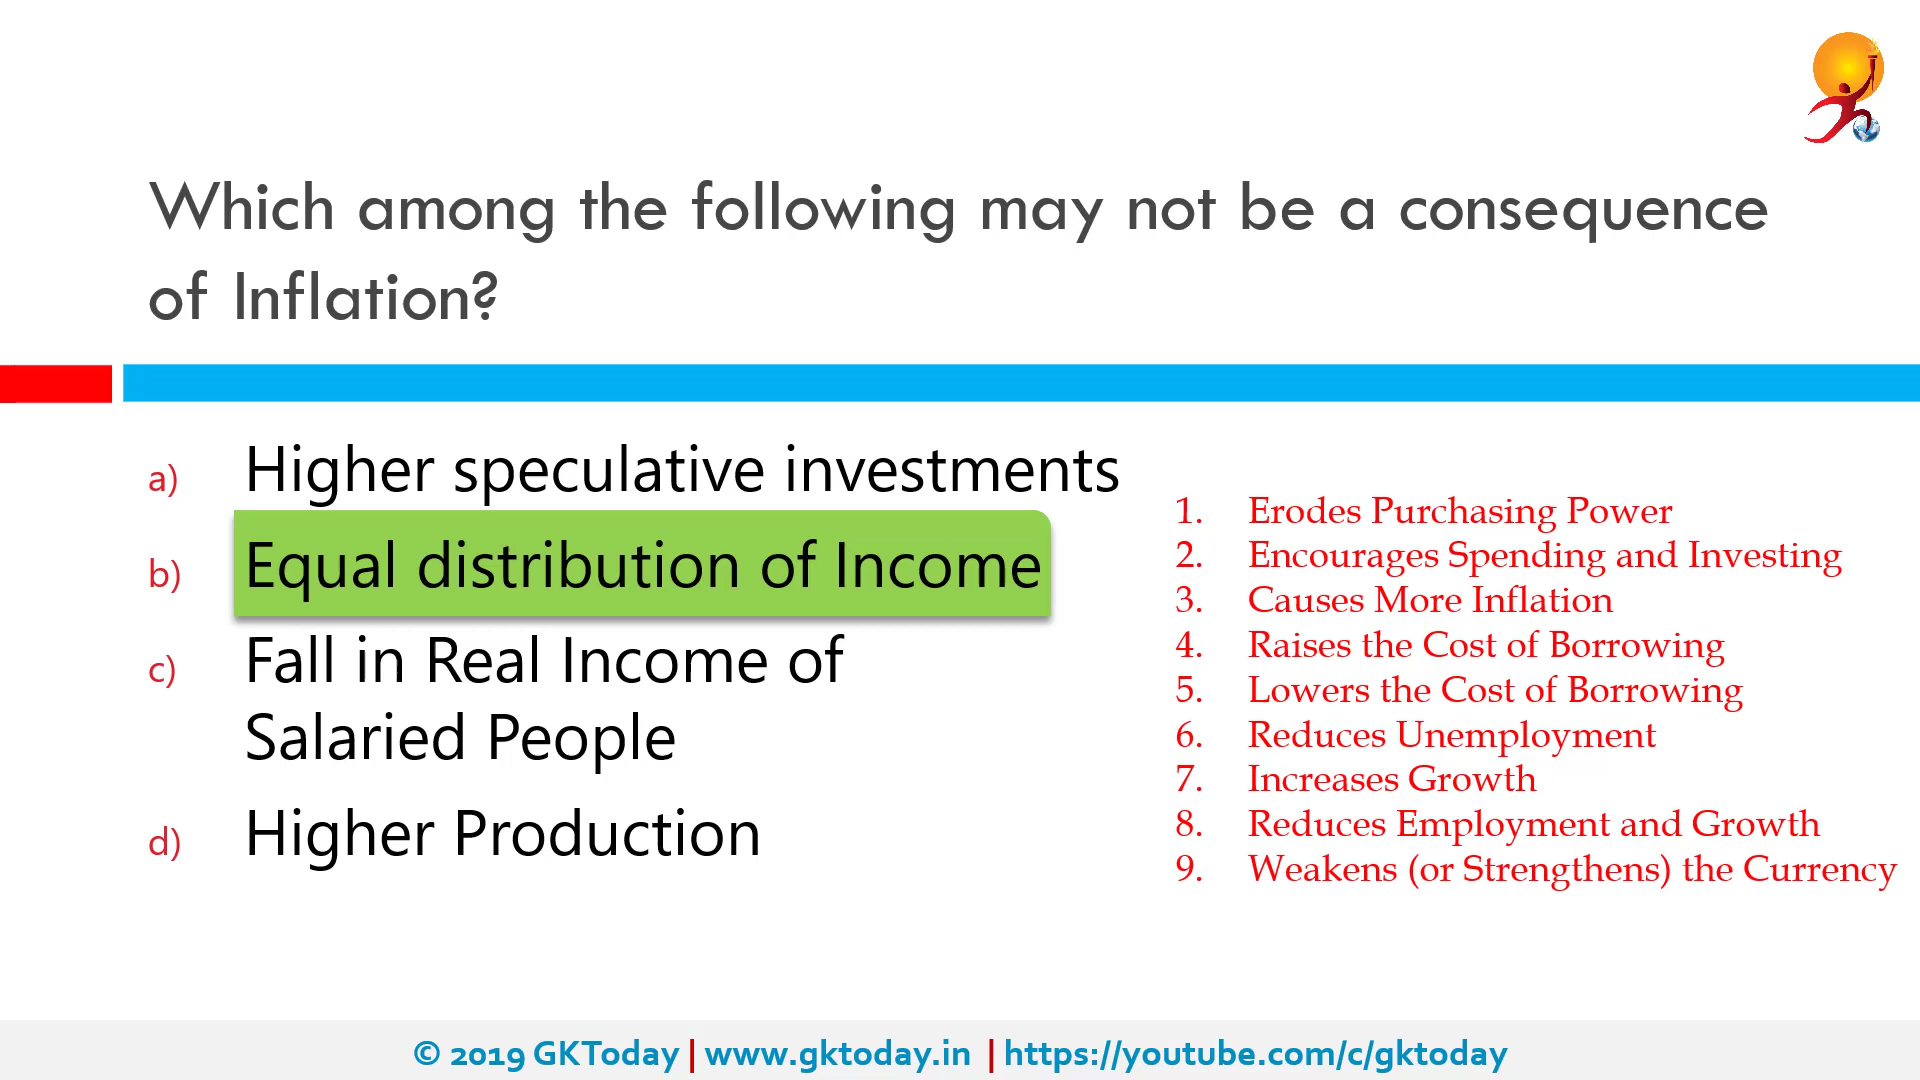 Which among the following may not be a consequence
of Inflation?
a) Higher speculative investments
b) Equal distribution of Income
c) Fall in Real Income of
Salaried People
d) Higher Production
1. Erodes Purchasing Power
2. Encourages Spending and Investing
3. Causes More Inflation
4. Raises the Cost of Borrowing
5. Lowers the Cost of Borrowing
6. Reduces Unemployment
7. Increases Growth
8. Reduces Employment and Growth
9. Weakens (or Strengthens) the Currency
© 2019 GKToday | www.gktoday.in | https://youtube.com/c/gktoday